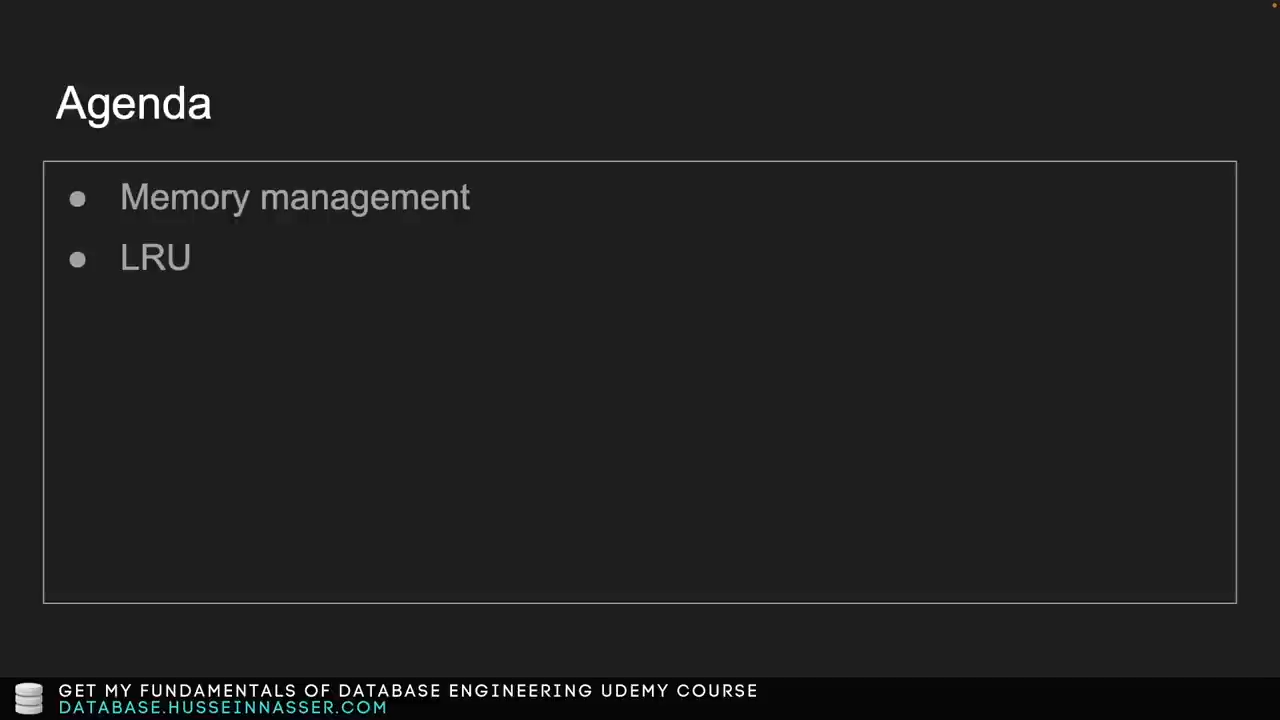 Agenda
● Memory management
● LRU
GET MY FUNDAMENTALS OF DATABASE ENGINEERING UDEMY COURSE
DATABASE.HUSSEINNASSER.COM